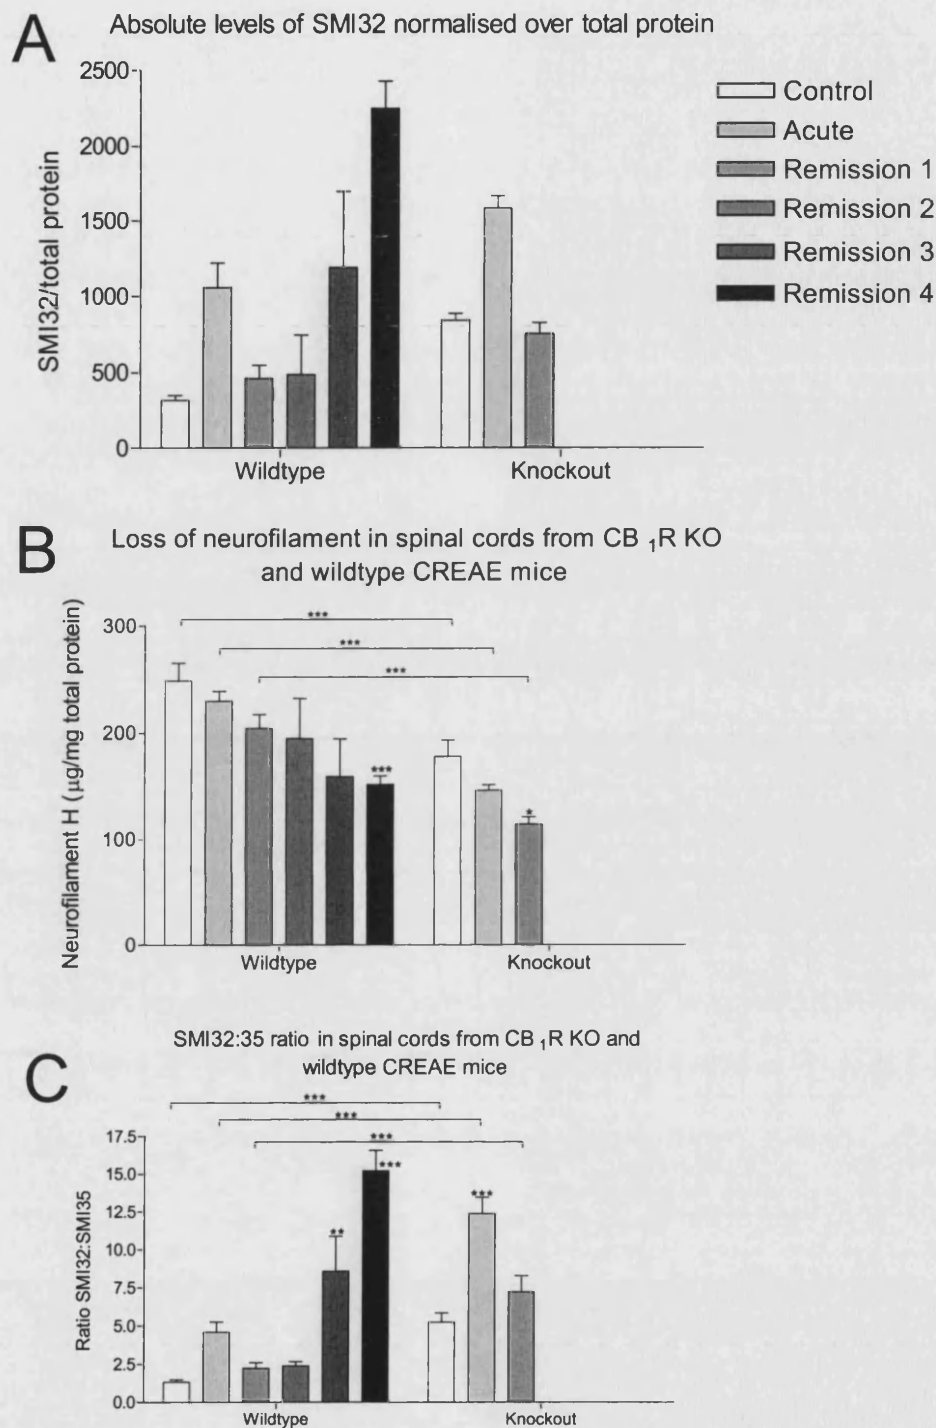 A
Absolute levels of SMI32 normalised over total protein
SMI32/total protein
2500
2000
1500
1000
500
0
Wildtype
Knockout
Control
Acute
Remission 1
Remission 2
Remission 3
Remission 4
B
Loss of neurofilament in spinal cords from CB 1R KO
and wildtype CREAE mice
Neurofilament H (µg/mg total protein)
300
200
100
0
***
***
***
***
*
Wildtype
Knockout
C
SMI32:35 ratio in spinal cords from CB 1R KO and
wildtype CREAE mice
Ratio SMI32:SMI35
17.5
15.0
12.5
10.0
7.5
5.0
2.5
0.0
***
***
***
***
***
**
Wildtype
Knockout